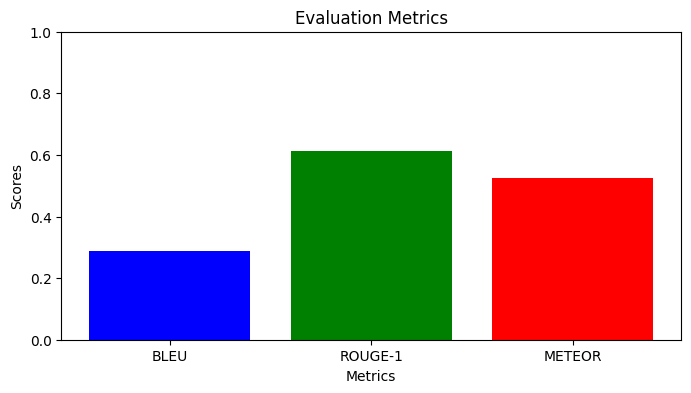 Evaluation Metrics
1.0
0.8
0.6
0.4
0.2
0.0
Scores
BLEU
ROUGE-1
METEOR
Metrics